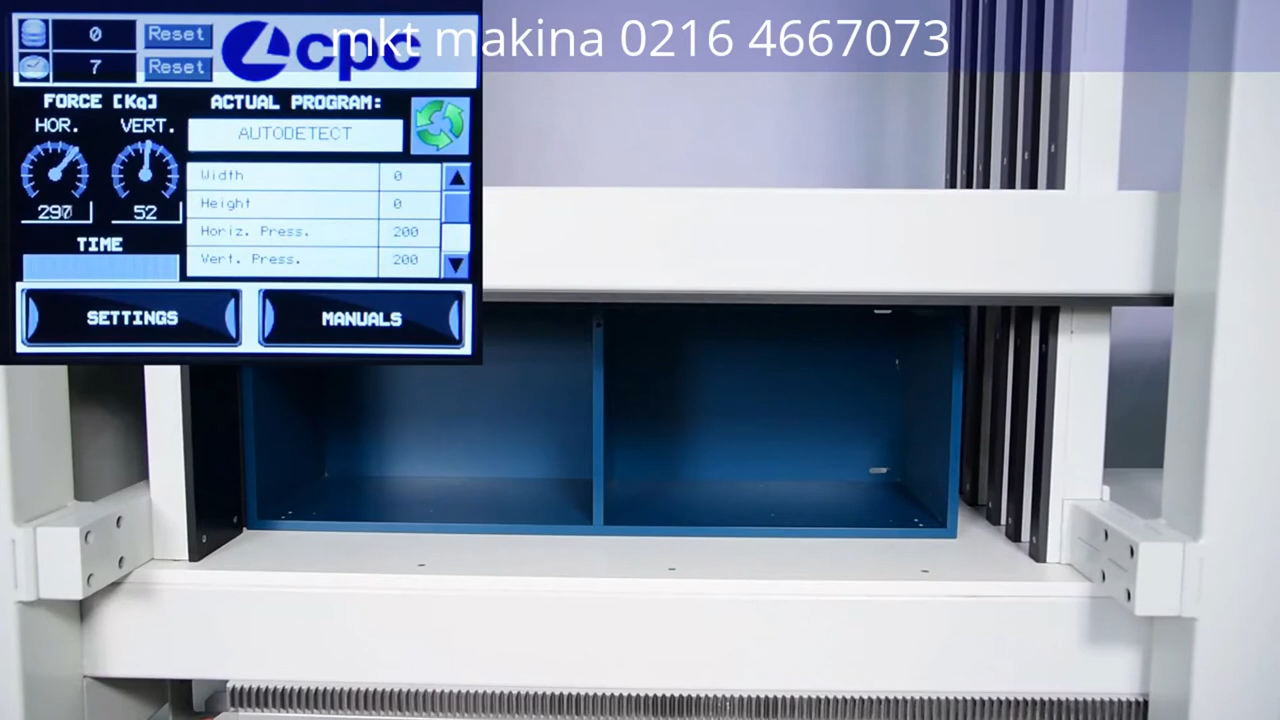 mkt makina 0216 4667073
0 Reset
7 Reset
cpc
FORCE [Kg]
HOR. VERT.
52
TIME
ACTUAL PROGRAM:
AUTODETECT
Width 0
Height 0
Horiz. Press. 200
Vert. Press. 200
SETTINGS
MANUALS